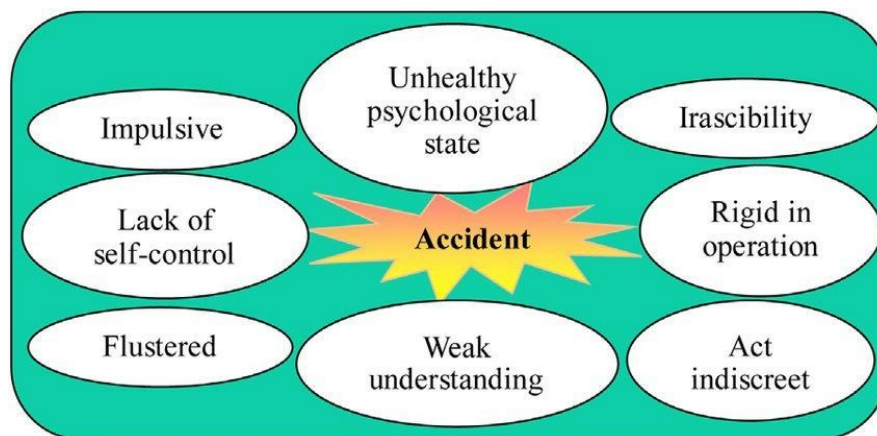 Unhealthy
psychological
state
Impulsive
Irascibility
Lack of
self-control
Accident
Rigid in
operation
Flustered
Weak
understanding
Act
indiscreet